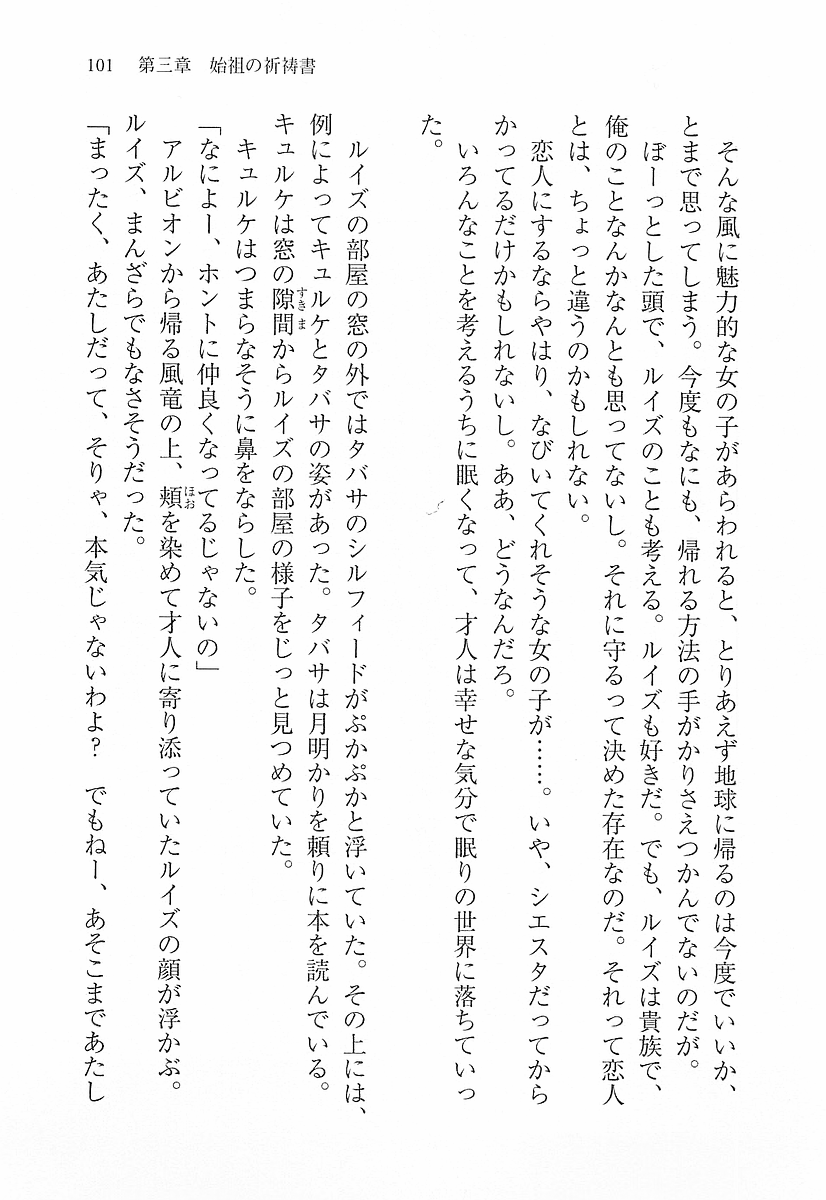 101　第三章　始祖の祈祷書
　そんな風に魅力的な女の子があらわれると、とりあえず地球に帰るのは今度でいいか、
とまで思ってしまう。今度もなにも、帰れる方法の手がかりさえつかんでないのだが。
　ぼーっとした頭で、ルイズのことも考える。ルイズも好きだ。でも、ルイズは貴族で、
俺のことなんかなんとも思ってないし。それに守るって決めた存在なのだ。それって恋人
とは、ちょっと違うのかもしれない。
　恋人にするならやはり、なびいてくれそうな女の子が……。いや、シエスタだってから
かってるだけかもしれないし。ああ、どうなんだろ。
　いろんなことを考えるうちに眠くなって、才人は幸せな気分で眠りの世界に落ちていっ
た。
　ルイズの部屋の窓の外ではタバサのシルフィードがぷかぷかと浮いていた。その上には、
例によってキュルケとタバサの姿があった。タバサは月明かりを頼りに本を読んでいる。
キュルケは窓の隙間すきまからルイズの部屋の様子をじっと見つめていた。
　キュルケはつまらなそうに鼻をならした。
「なによー、ホントに仲良くなってるじゃないの」
　アルビオンから帰る風竜の上、頬ほおを染めて才人に寄り添っていたルイズの顔が浮かぶ。
ルイズ、まんざらでもなさそうだった。
「まったく、あたしだって、そりゃ、本気じゃないわよ？　でもねー、あそこまであたし